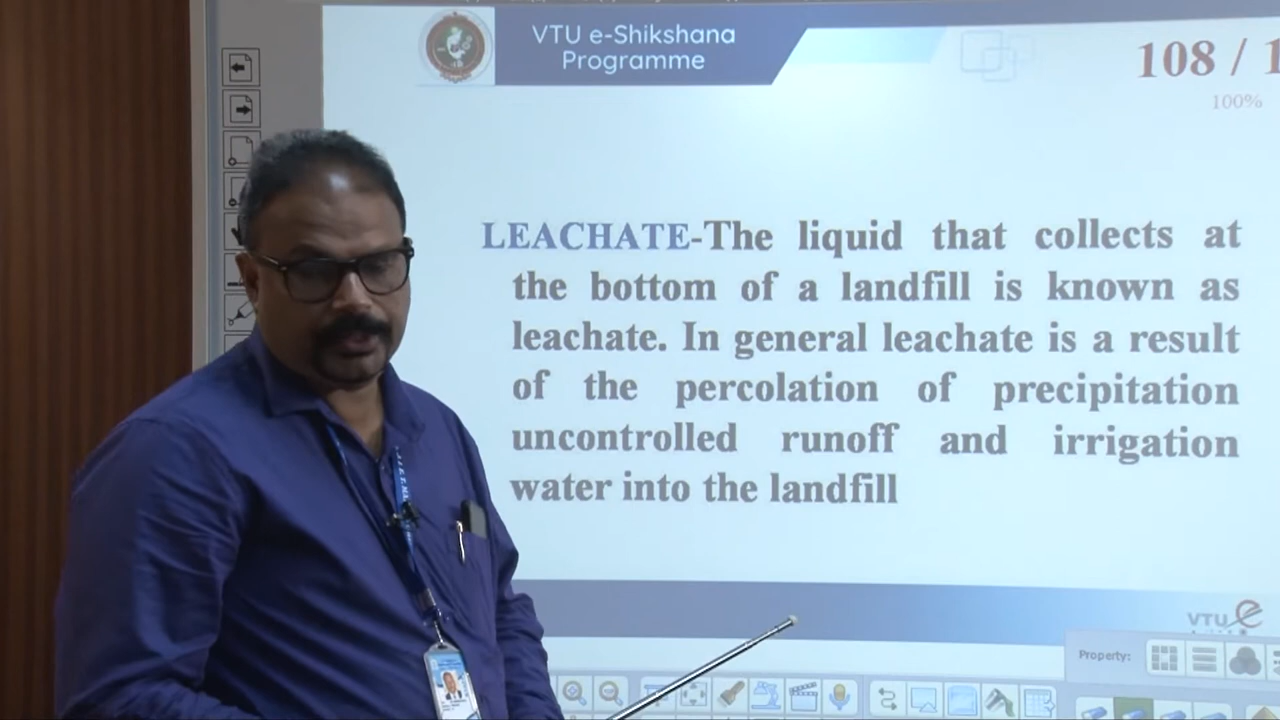 VTU e-Shikshana
Programme
108 / 1
100%
LEACHATE-The liquid that collects at
the bottom of a landfill is known as
leachate. In general leachate is a result
of the percolation of precipitation
uncontrolled runoff and irrigation
water into the landfill
VTU e
Property: